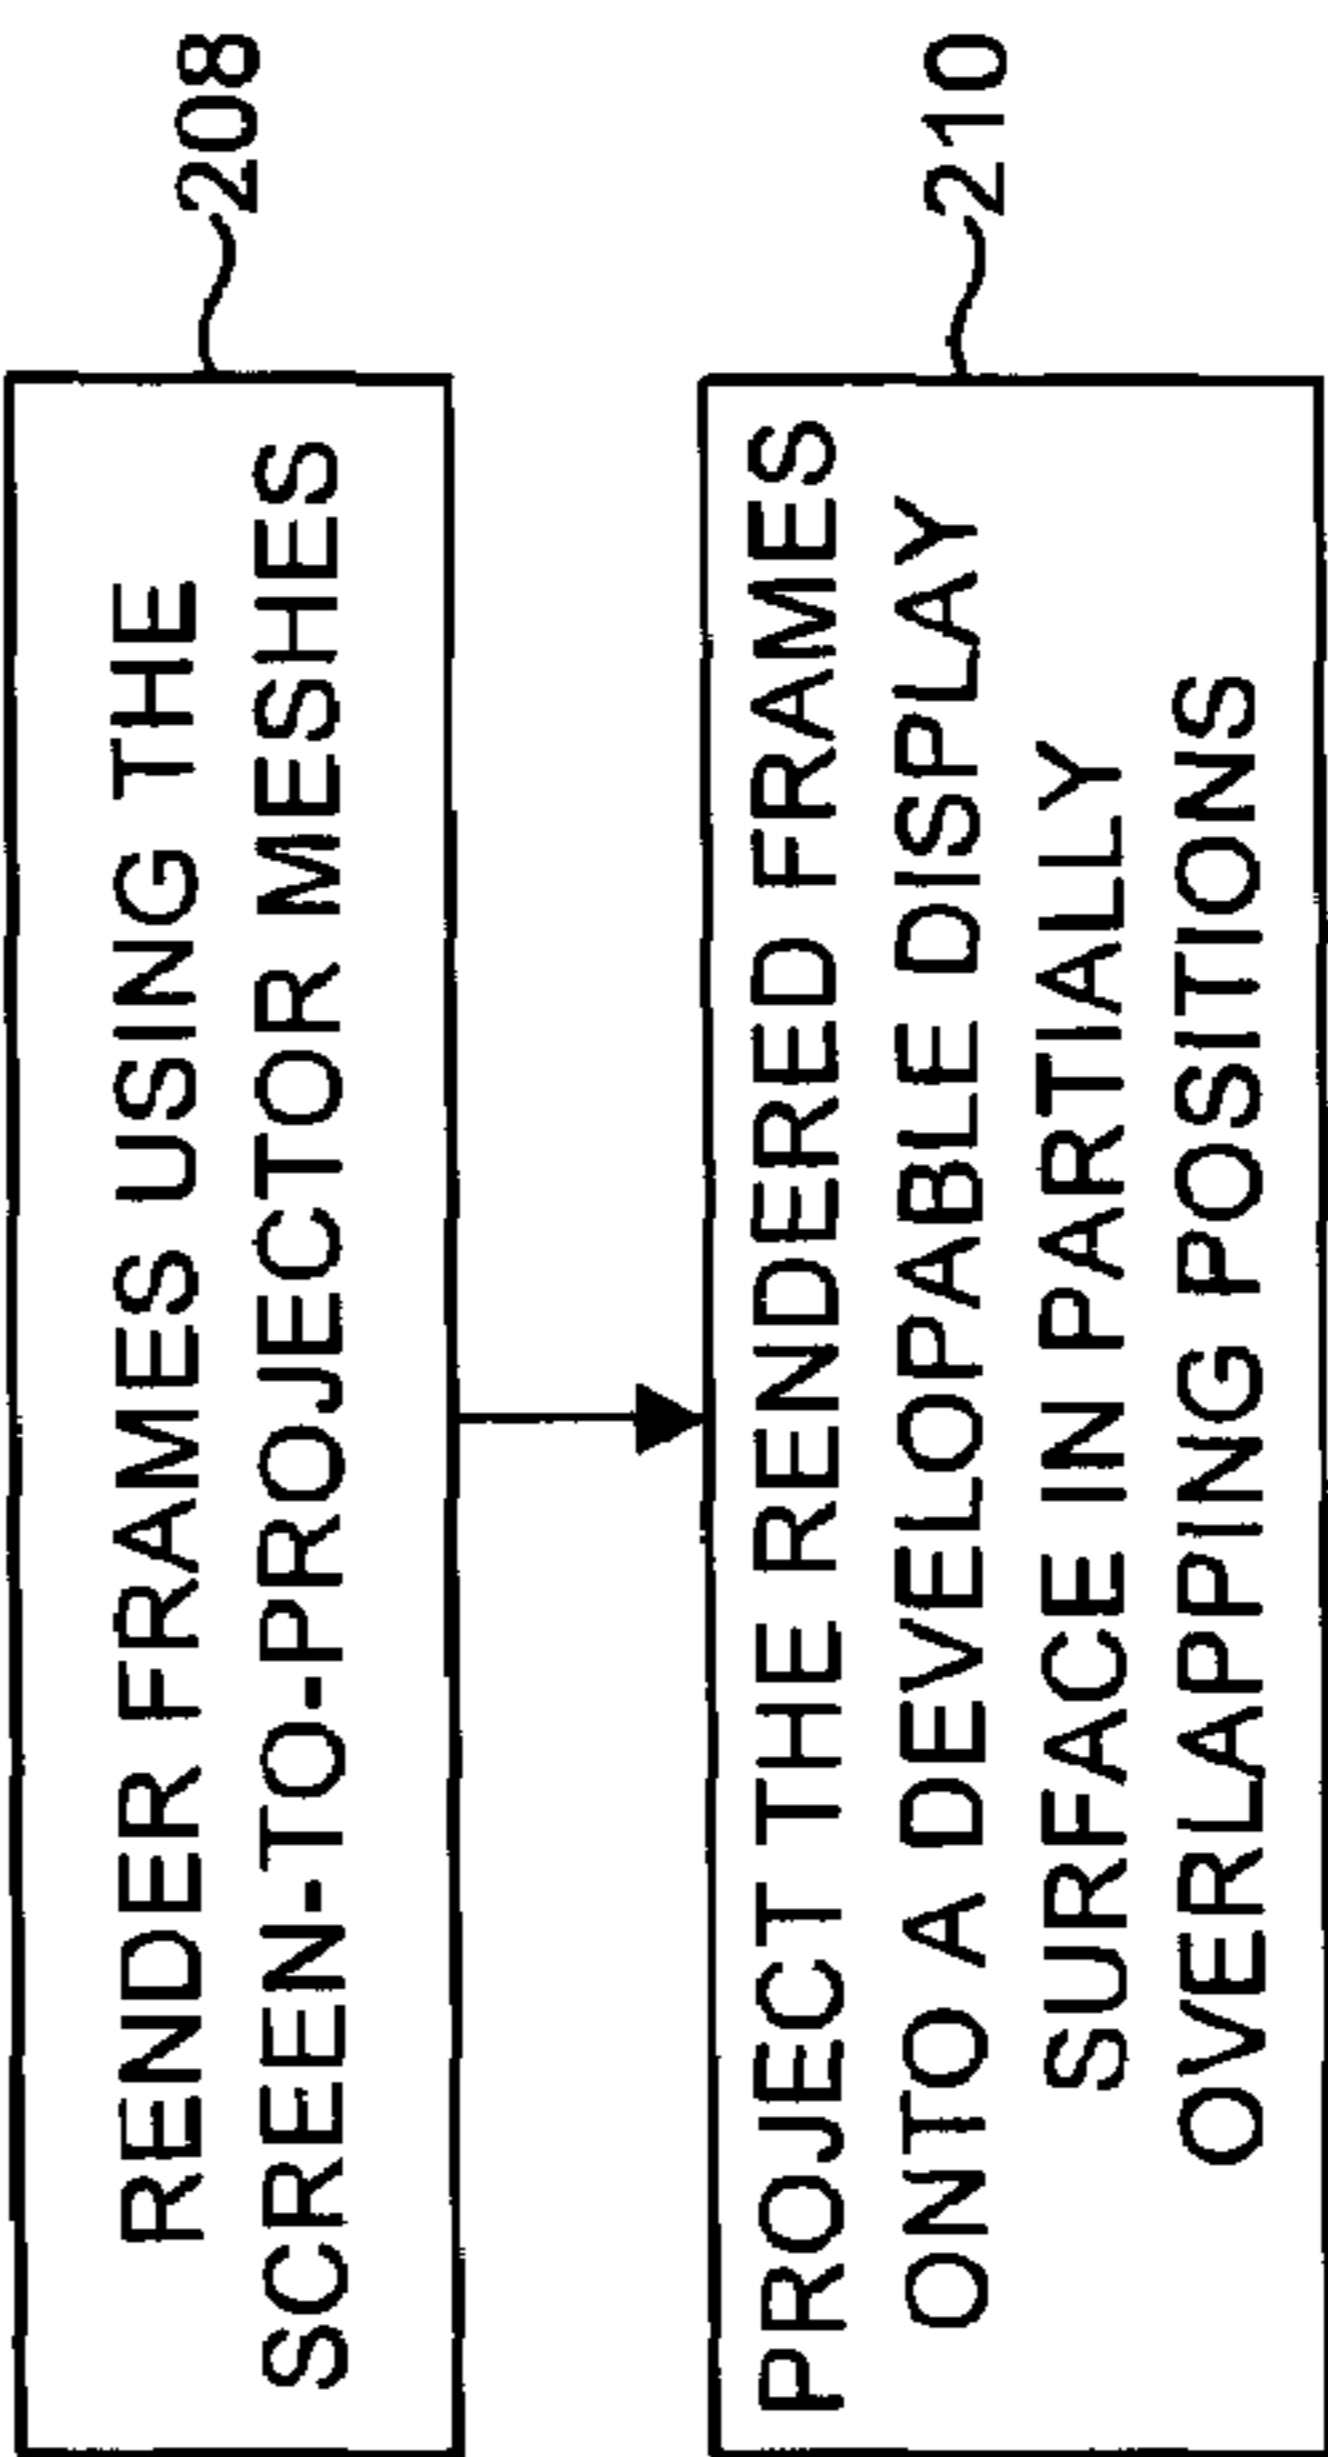 RENDER FRAMES USING THE
SCREEN-TO-PROJECTOR MESHES
208
PROJECT THE RENDERED FRAMES
ONTO A DEVELOPABLE DISPLAY
SURFACE IN PARTIALLY
OVERLAPPING POSITIONS
210